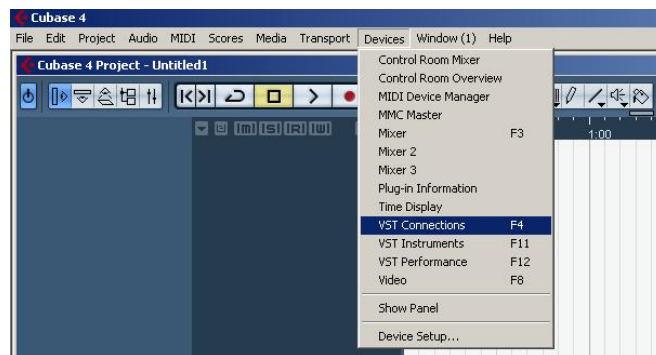 Cubase 4
File Edit Project Audio MIDI Scores Media Transport Devices Window (1) Help
Cubase 4 Project - Untitled1
m S R W
1:00
Control Room Mixer
Control Room Overview
MIDI Device Manager
MMC Master
Mixer F3
Mixer 2
Mixer 3
Plug-in Information
Time Display
VST Connections F4
VST Instruments F11
VST Performance F12
Video F8
Show Panel
Device Setup...